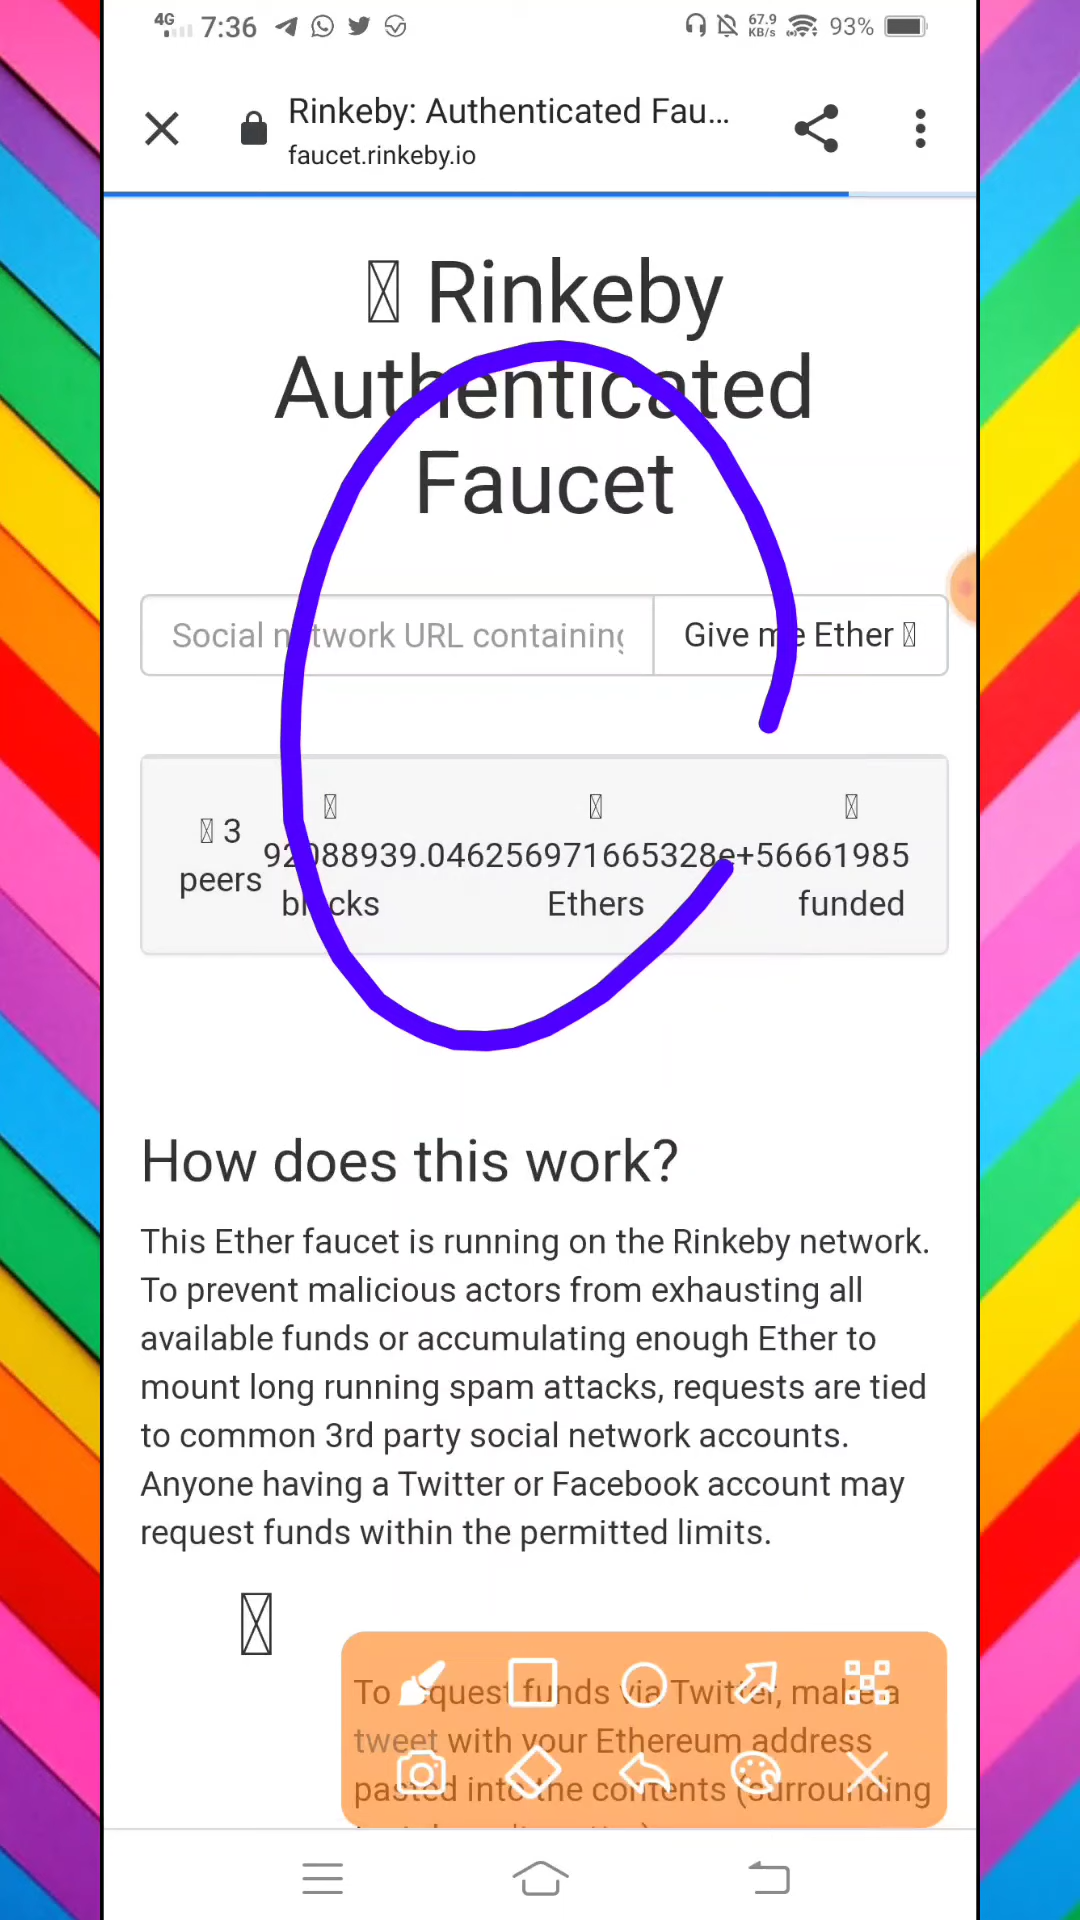 4G 7:36 67.9 KB/s 93%
Rinkeby: Authenticated Fau...
faucet.rinkeby.io
Rinkeby
Authenticated
Faucet
Social network URL containing
Give me Ether
3 peers
92088939.046256971665328e+56661985
blocks Ethers funded
How does this work?
This Ether faucet is running on the Rinkeby network.
To prevent malicious actors from exhausting all
available funds or accumulating enough Ether to
mount long running spam attacks, requests are tied
to common 3rd party social network accounts.
Anyone having a Twitter or Facebook account may
request funds within the permitted limits.
To request funds via Twitter, make a
tweet with your Ethereum address
pasted into the contents (surrounding